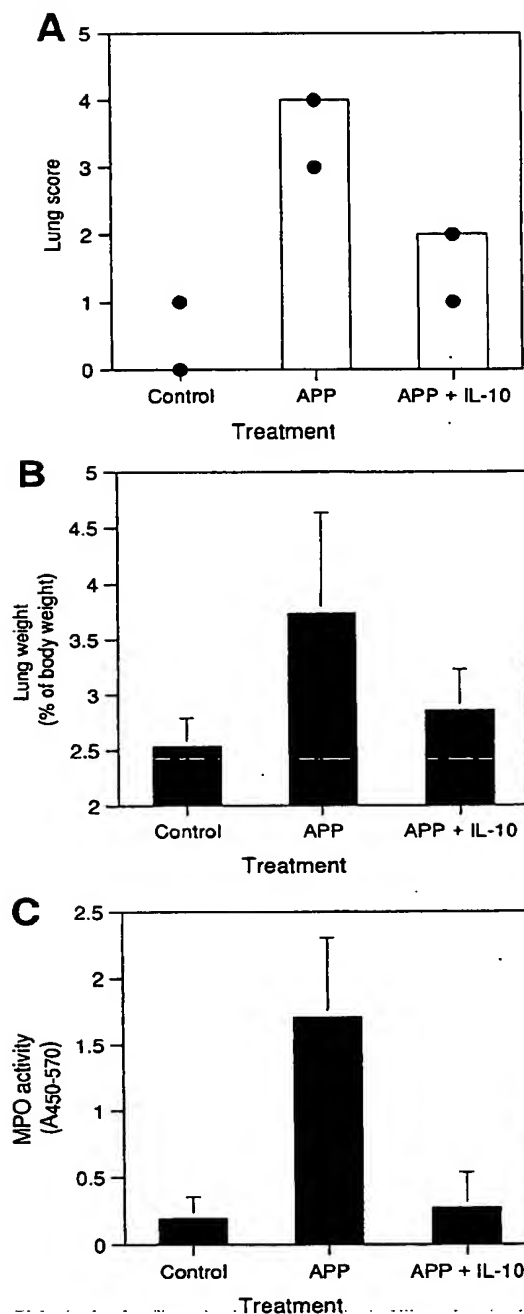 A
5
4
3
2
1
0
Lung score
Control APP APP + IL-10
Treatment
B
5
4.5
4
3.5
3
2.5
2
Lung weight
(% of body weight)
Control APP APP + IL-10
Treatment
C
2.5
2
1.5
1
0.5
0
MPO activity
(A450-570)
Control APP APP + IL-10
Treatment